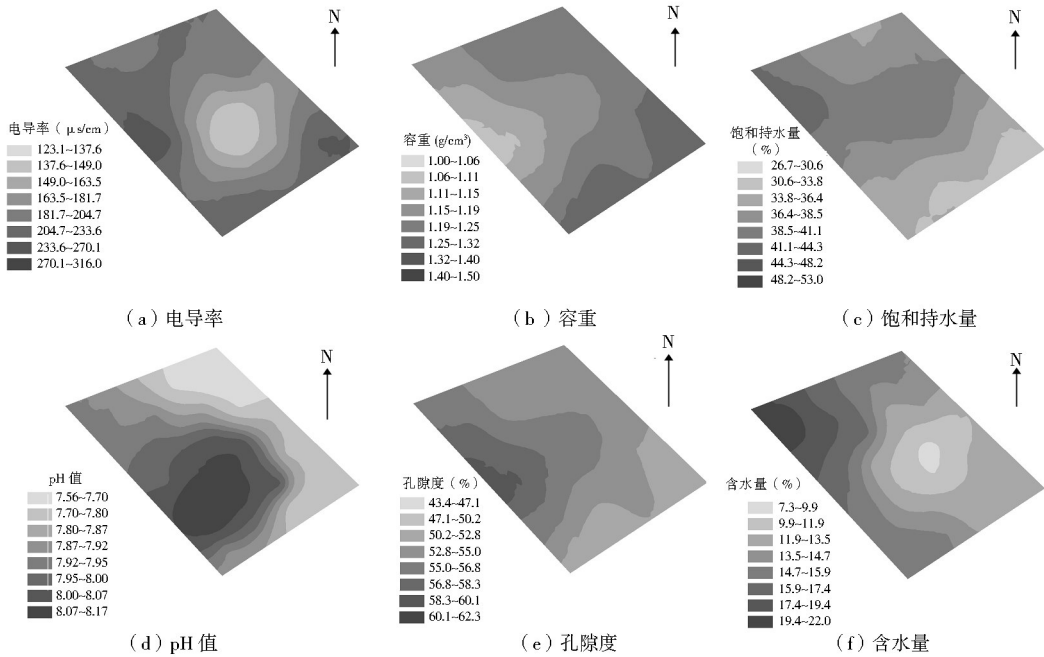 N
电导率（μs/cm）
123.1~137.6
137.6~149.0
149.0~163.5
163.5~181.7
181.7~204.7
204.7~233.6
233.6~270.1
270.1~316.0
（a）电导率
N
容重 (g/cm³)
1.00~1.06
1.06~1.11
1.11~1.15
1.15~1.19
1.19~1.25
1.25~1.32
1.32~1.40
1.40~1.50
（b）容重
N
饱和持水量
（%）
26.7~30.6
30.6~33.8
33.8~36.4
36.4~38.5
38.5~41.1
41.1~44.3
44.3~48.2
48.2~53.0
（c）饱和持水量
N
pH 值
7.56~7.70
7.70~7.80
7.80~7.87
7.87~7.92
7.92~7.95
7.95~8.00
8.00~8.07
8.07~8.17
（d）pH 值
N
孔隙度（%）
43.4~47.1
47.1~50.2
50.2~52.8
52.8~55.0
55.0~56.8
56.8~58.3
58.3~60.1
60.1~62.3
（e）孔隙度
N
含水量（%）
7.3~9.9
9.9~11.9
11.9~13.5
13.5~14.7
14.7~15.9
15.9~17.4
17.4~19.4
19.4~22.0
（f）含水量